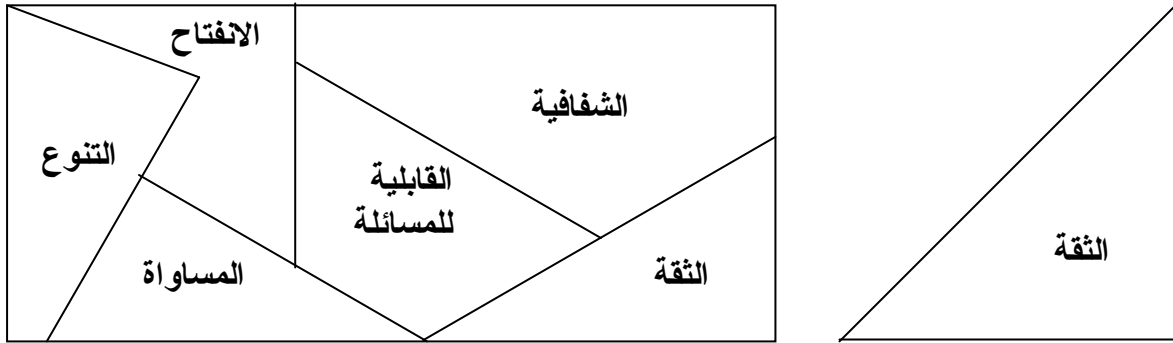 الانفتاح
الشفافية
التنوع
القابلية
للمسائلة
المساواة
الثقة
الثقة